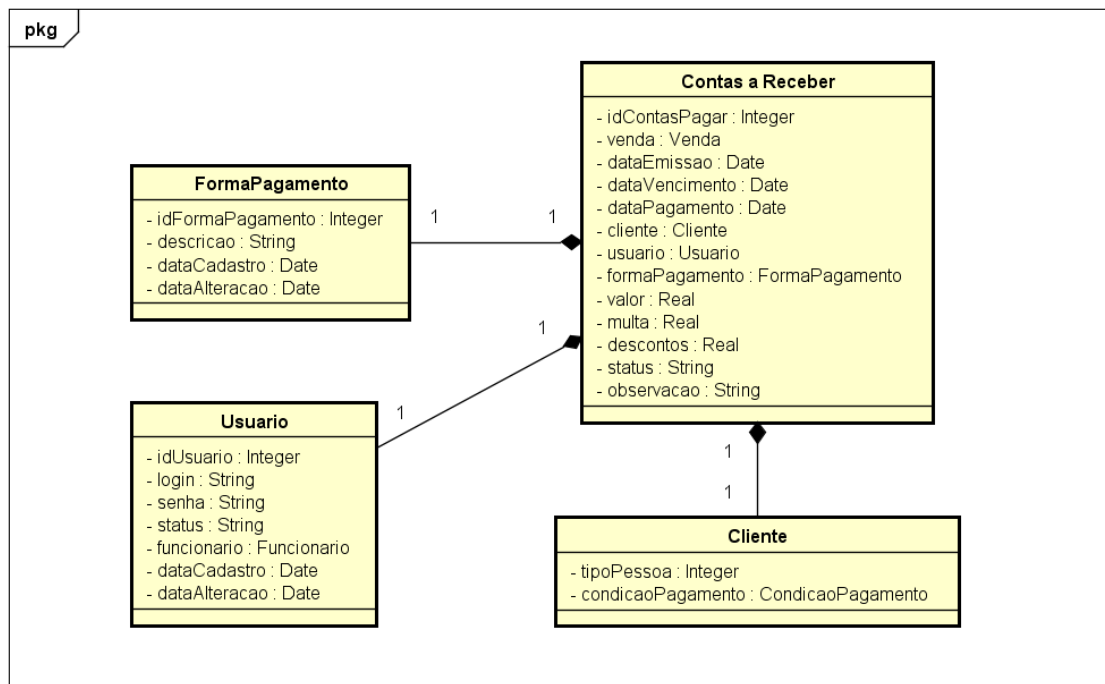 pkg
Contas a Receber
- idContasPagar : Integer
- venda : Venda
- dataEmissao : Date
- dataVencimento : Date
- dataPagamento : Date
- cliente : Cliente
- usuario : Usuario
- formaPagamento : FormaPagamento
- valor : Real
- multa : Real
- descontos : Real
- status : String
- observacao : String
FormaPagamento
- idFormaPagamento : Integer
- descricao : String
- dataCadastro : Date
- dataAlteracao : Date
1
1
1
1
Usuario
- idUsuario : Integer
- login : String
- senha : String
- status : String
- funcionario : Funcionario
- dataCadastro : Date
- dataAlteracao : Date
1
1
Cliente
- tipoPessoa : Integer
- condicaoPagamento : CondicaoPagamento